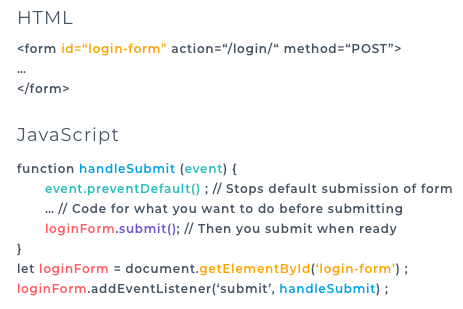 HTML
<form id=“login-form” action=“/login/“ method=“POST”>
…
</form>
JavaScript
function handleSubmit (event) {
event.preventDefault() ; // Stops default submission of form
… // Code for what you want to do before submitting
loginForm.submit(); // Then you submit when ready
}
let loginForm = document.getElementById(‘login-form’) ;
loginForm.addEventListener(‘submit’, handleSubmit) ;